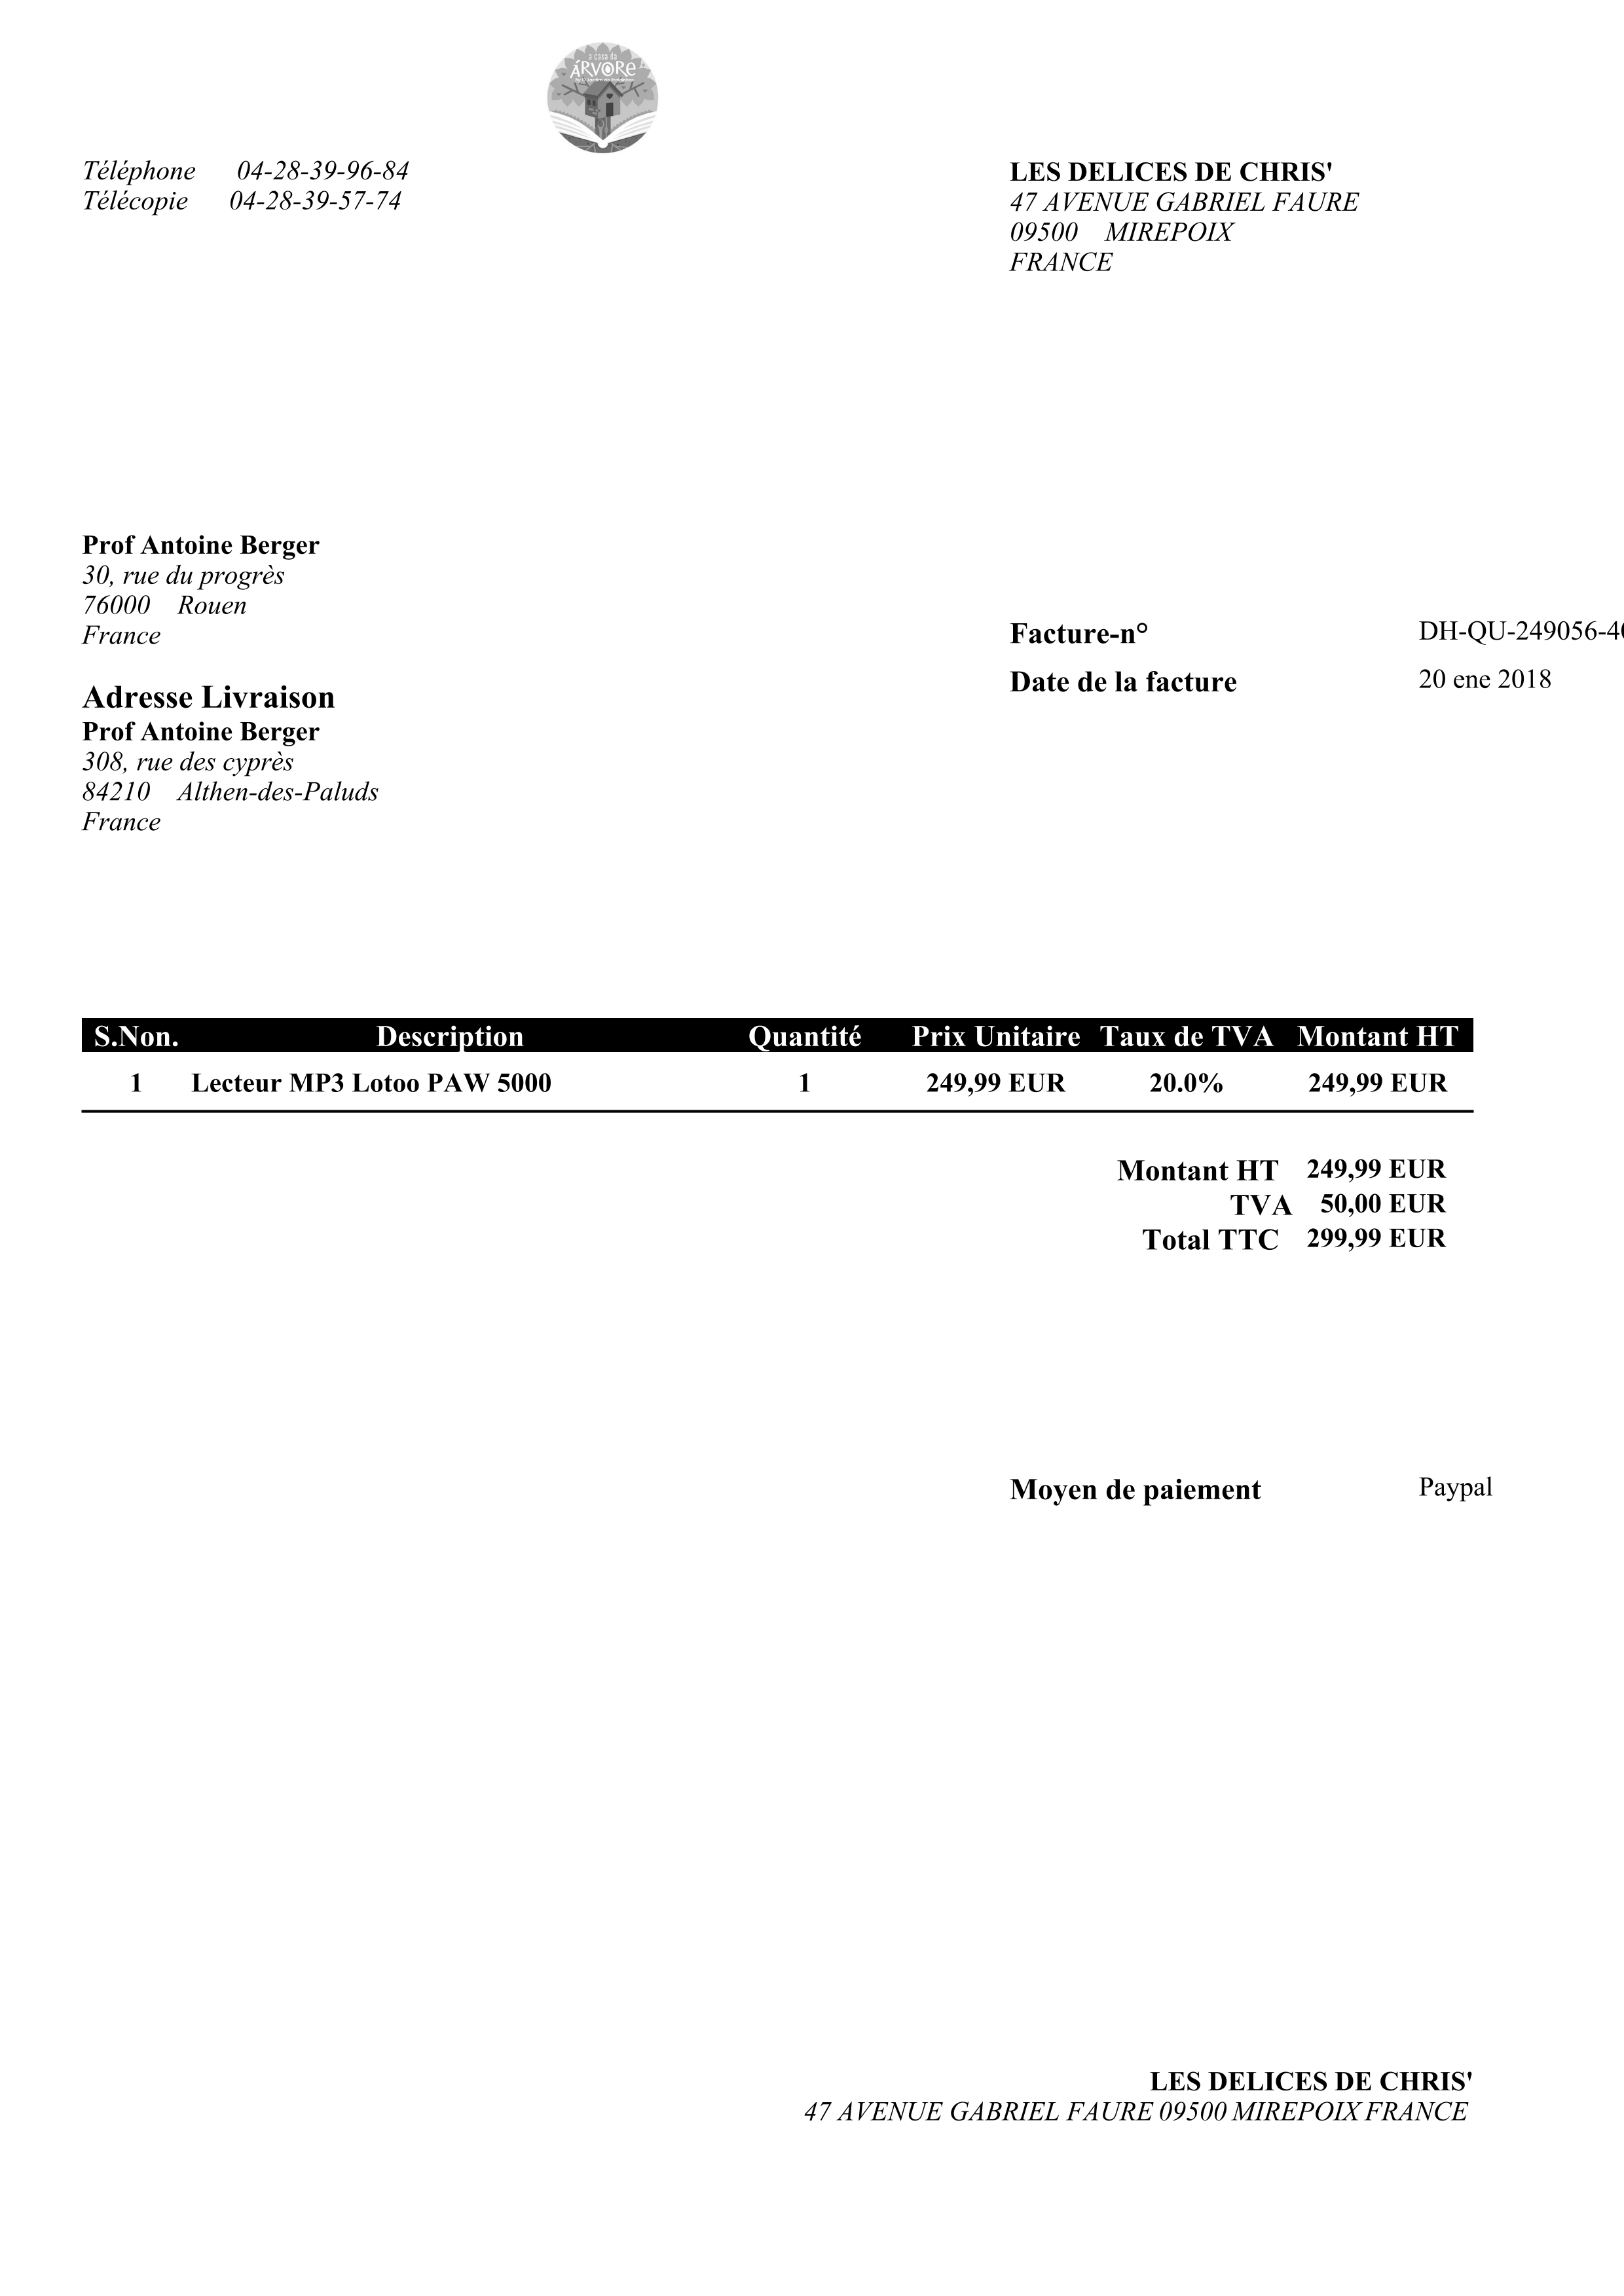 a casa da
ÁRVORe
Téléphone 04-28-39-96-84
Télécopie 04-28-39-57-74
LES DELICES DE CHRIS'
47 AVENUE GABRIEL FAURE
09500 MIREPOIX
FRANCE
Prof Antoine Berger
30, rue du progrès
76000 Rouen
France
Facture-n° DH-QU-249056-40
Date de la facture 20 ene 2018
Adresse Livraison
Prof Antoine Berger
308, rue des cyprès
84210 Althen-des-Paluds
France
S.Non. Description Quantité Prix Unitaire Taux de TVA Montant HT
1 Lecteur MP3 Lotoo PAW 5000 1 249,99 EUR 20.0% 249,99 EUR
Montant HT 249,99 EUR
TVA 50,00 EUR
Total TTC 299,99 EUR
Moyen de paiement Paypal
LES DELICES DE CHRIS'
47 AVENUE GABRIEL FAURE 09500 MIREPOIX FRANCE